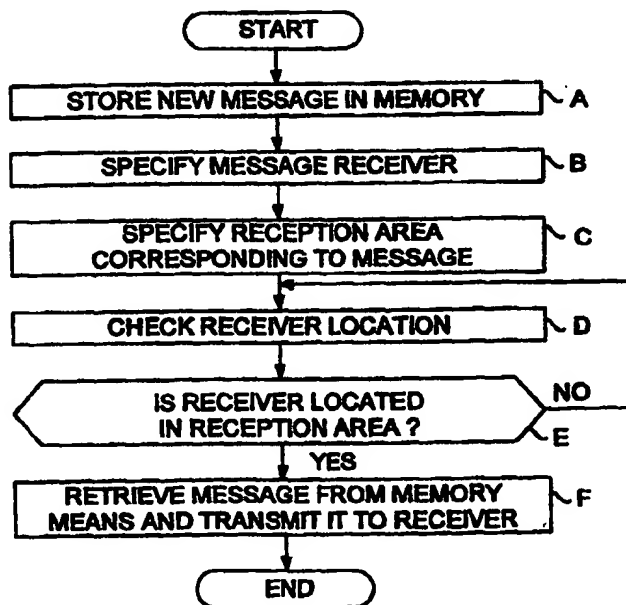 START
STORE NEW MESSAGE IN MEMORY
A
SPECIFY MESSAGE RECEIVER
B
SPECIFY RECEPTION AREA
CORRESPONDING TO MESSAGE
C
CHECK RECEIVER LOCATION
D
IS RECEIVER LOCATED
IN RECEPTION AREA ?
NO
E
YES
RETRIEVE MESSAGE FROM MEMORY
MEANS AND TRANSMIT IT TO RECEIVER
F
END